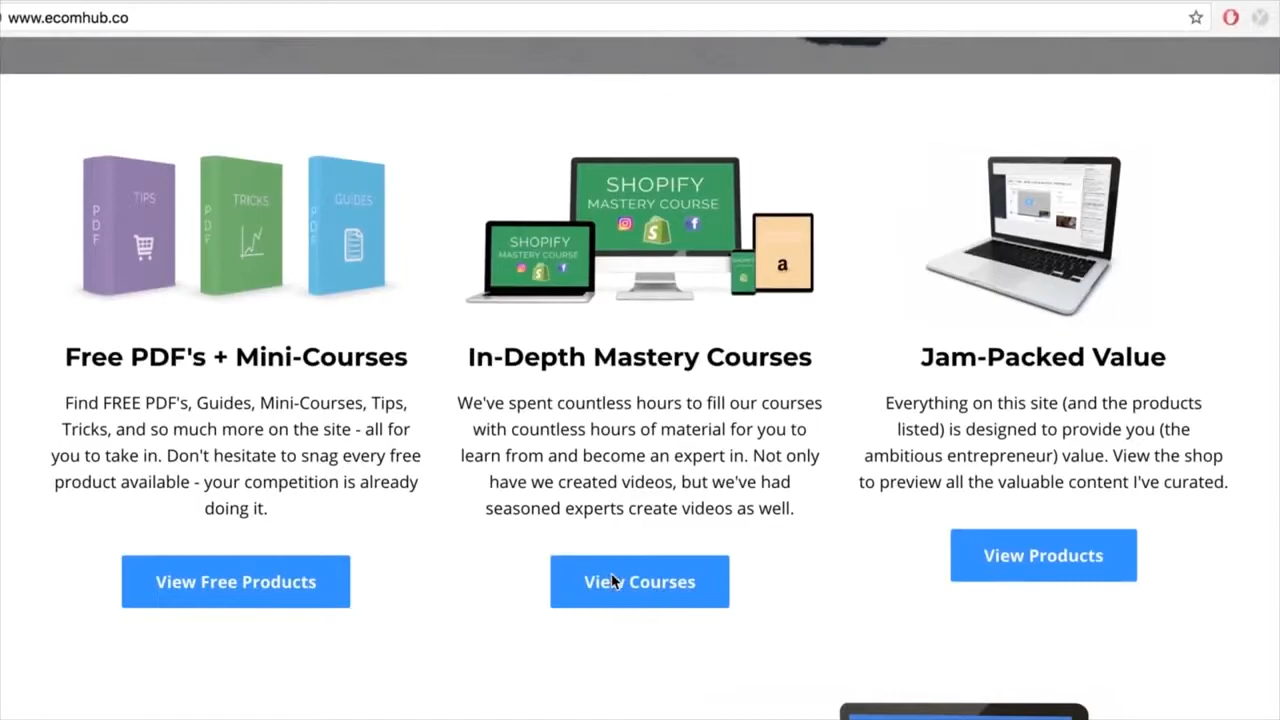 www.ecomhub.co
TIPS
PDF
TRICKS
PDF
GUIDES
PDF
SHOPIFY
MASTERY COURSE
SHOPIFY
MASTERY COURSE
a
Free PDF's + Mini-Courses
Find FREE PDF's, Guides, Mini-Courses, Tips,
Tricks, and so much more on the site - all for
you to take in. Don't hesitate to snag every free
product available - your competition is already
doing it.
View Free Products
In-Depth Mastery Courses
We've spent countless hours to fill our courses
with countless hours of material for you to
learn from and become an expert in. Not only
have we created videos, but we've had
seasoned experts create videos as well.
View Courses
Jam-Packed Value
Everything on this site (and the products
listed) is designed to provide you (the
ambitious entrepreneur) value. View the shop
to preview all the valuable content I've curated.
View Products